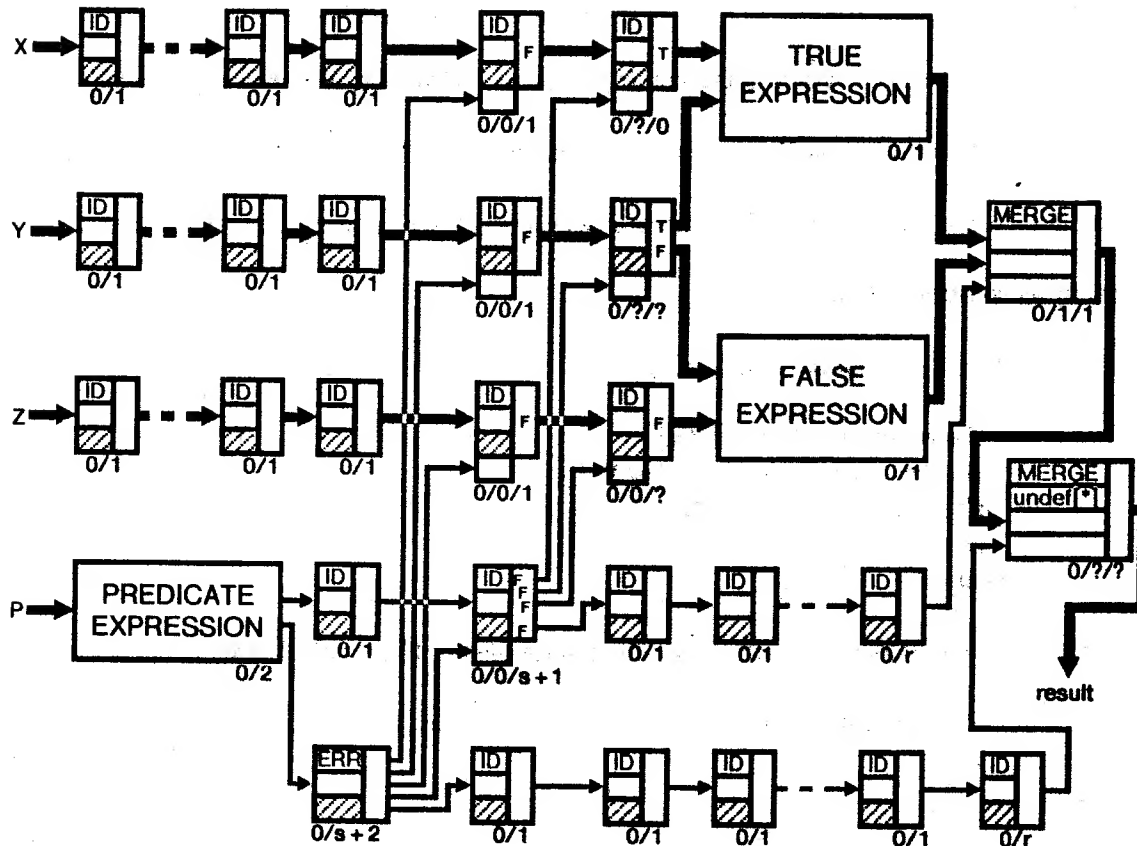 X
ID
0/1
ID
0/1
ID
0/1
ID
F
0/0/1
ID
T
0/?/0
TRUE
EXPRESSION
0/1
Y
ID
0/1
ID
0/1
ID
0/1
ID
F
0/0/1
ID
T
F
0/?/?
MERGE
0/1/1
Z
ID
0/1
ID
0/1
ID
0/1
ID
F
0/0/1
ID
F
0/0/?
FALSE
EXPRESSION
0/1
MERGE
undef[*]
0/?/?
P
PREDICATE
EXPRESSION
0/2
ID
0/1
ID
F
F
F
F
0/0/s + 1
ID
0/1
ID
0/1
ID
0/r
result
ERR
0/s + 2
ID
0/1
ID
0/1
ID
0/1
ID
0/1
ID
0/r